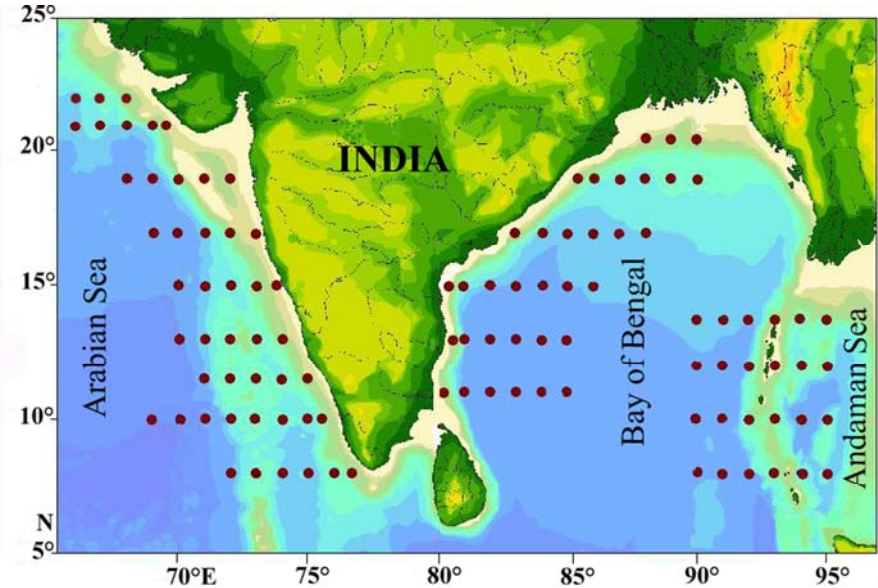 25°
20°
15°
10°
N
5°
INDIA
Arabian Sea
Bay of Bengal
Andaman Sea
70°E
75°
80°
85°
90°
95°